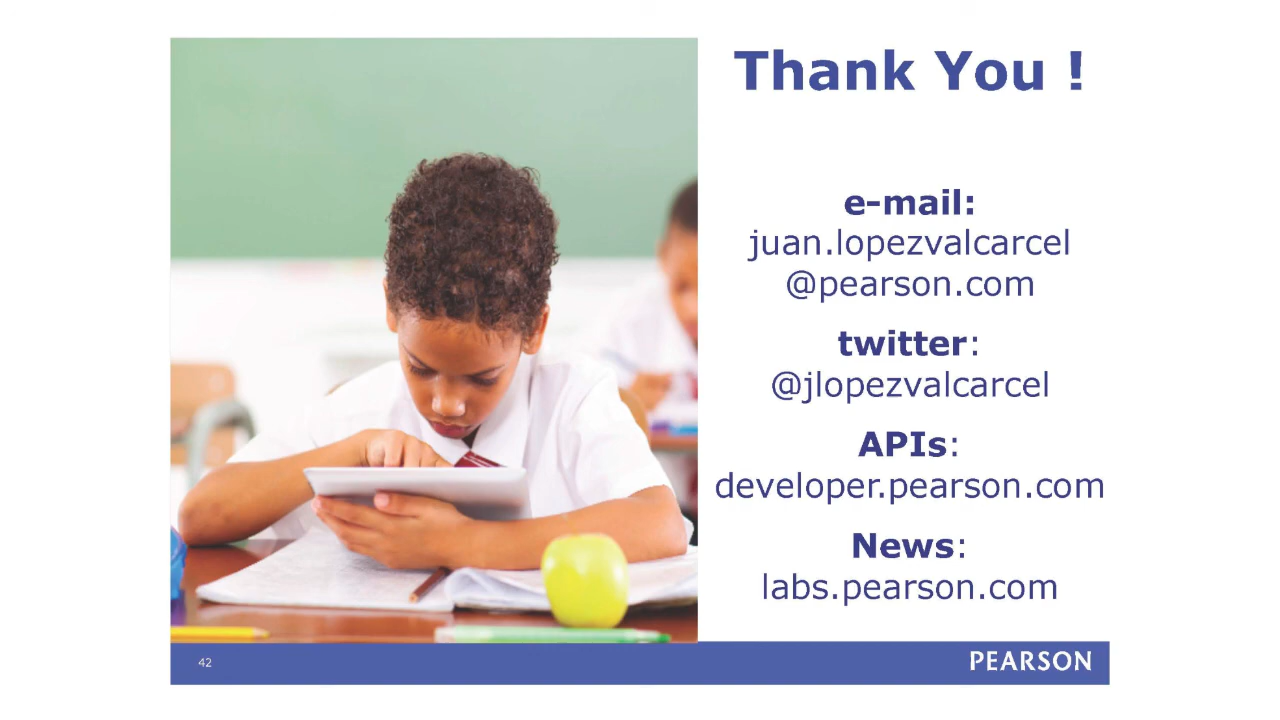 Thank You !
e-mail:
juan.lopezvalcarcel
@pearson.com
twitter:
@jlopezvalcarcel
APIs:
developer.pearson.com
News:
labs.pearson.com
42
PEARSON